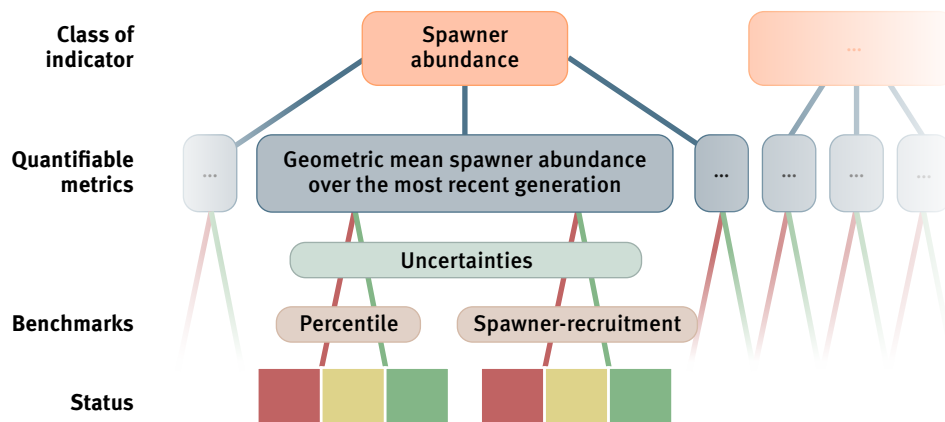 Class of
indicator
Spawner
abundance
...
Quantifiable
metrics
...
Geometric mean spawner abundance
over the most recent generation
...
...
...
...
Uncertainties
Benchmarks
Percentile
Spawner-recruitment
Status